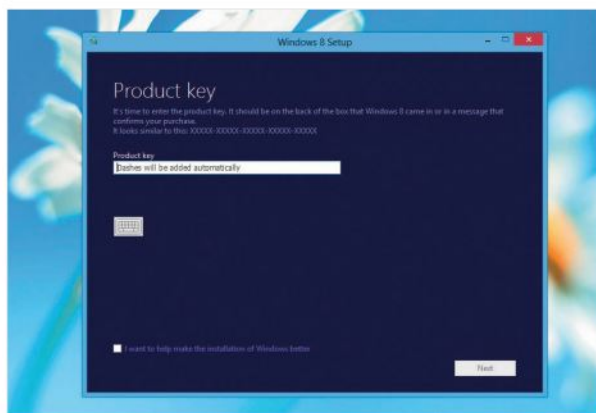 Windows 8 Setup
Product key
It's time to enter the product key. It should be on the back of the box that Windows 8 came in or in a message that
confirms your purchase.
It looks similar to this: XXXXX-XXXXX-XXXXX-XXXXX-XXXXX
Product key
Dashes will be added automatically
I want to help make the installation of Windows better
Next